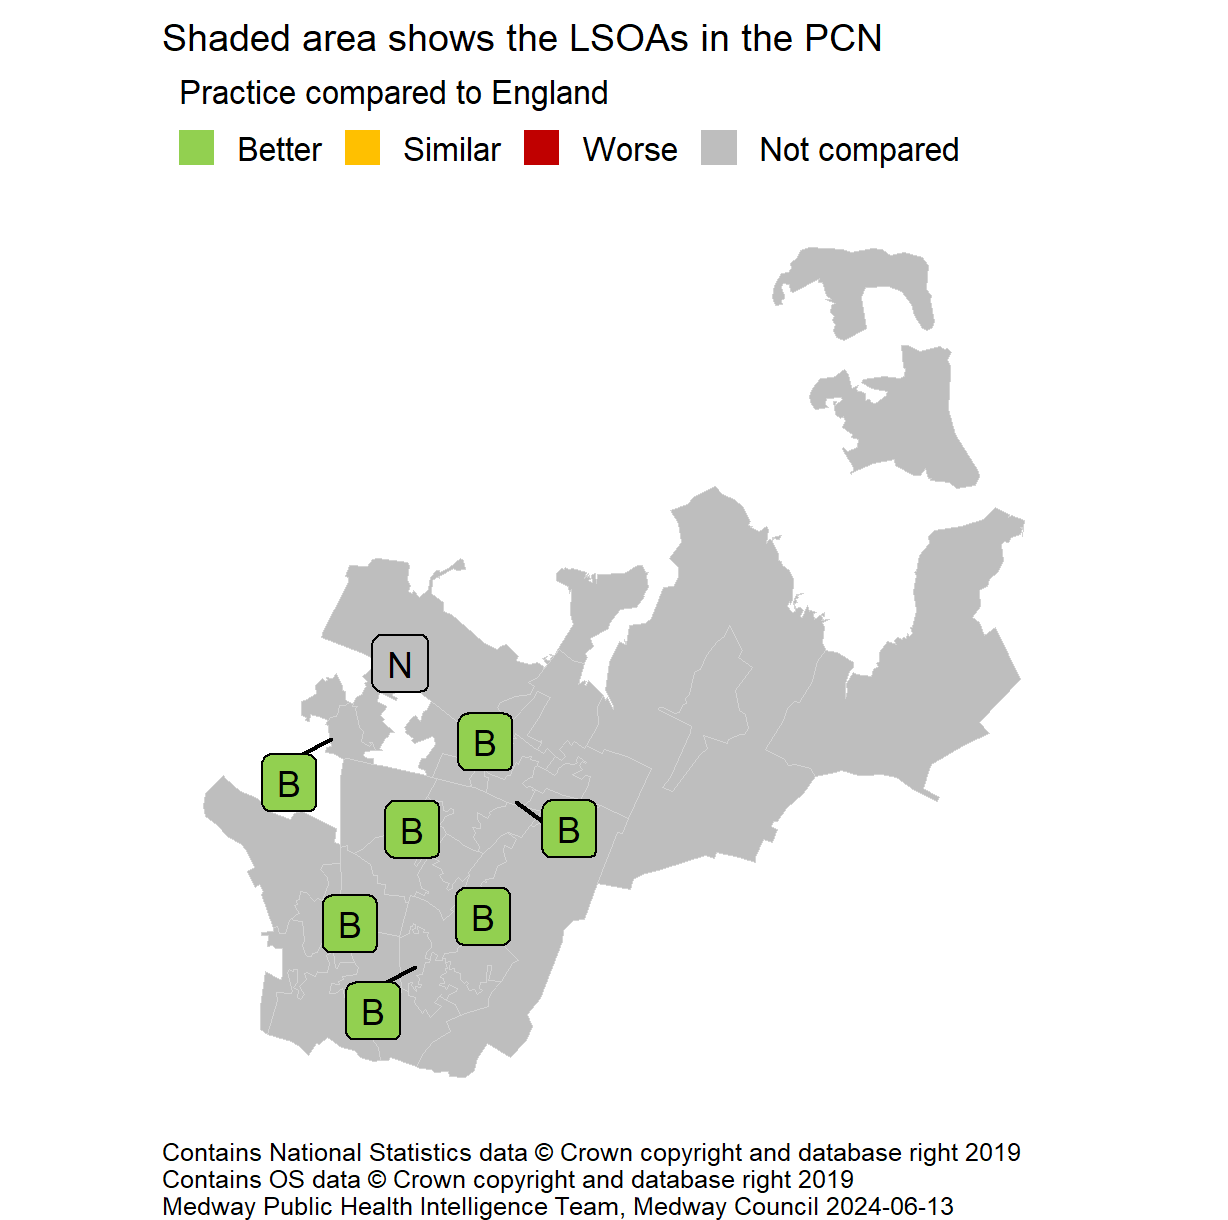 Shaded area shows the LSOAs in the PCN
Practice compared to England
Better Similar Worse Not compared
N
B
B
B
B
B
B
B
Contains National Statistics data © Crown copyright and database right 2019
Contains OS data © Crown copyright and database right 2019
Medway Public Health Intelligence Team, Medway Council 2024-06-13